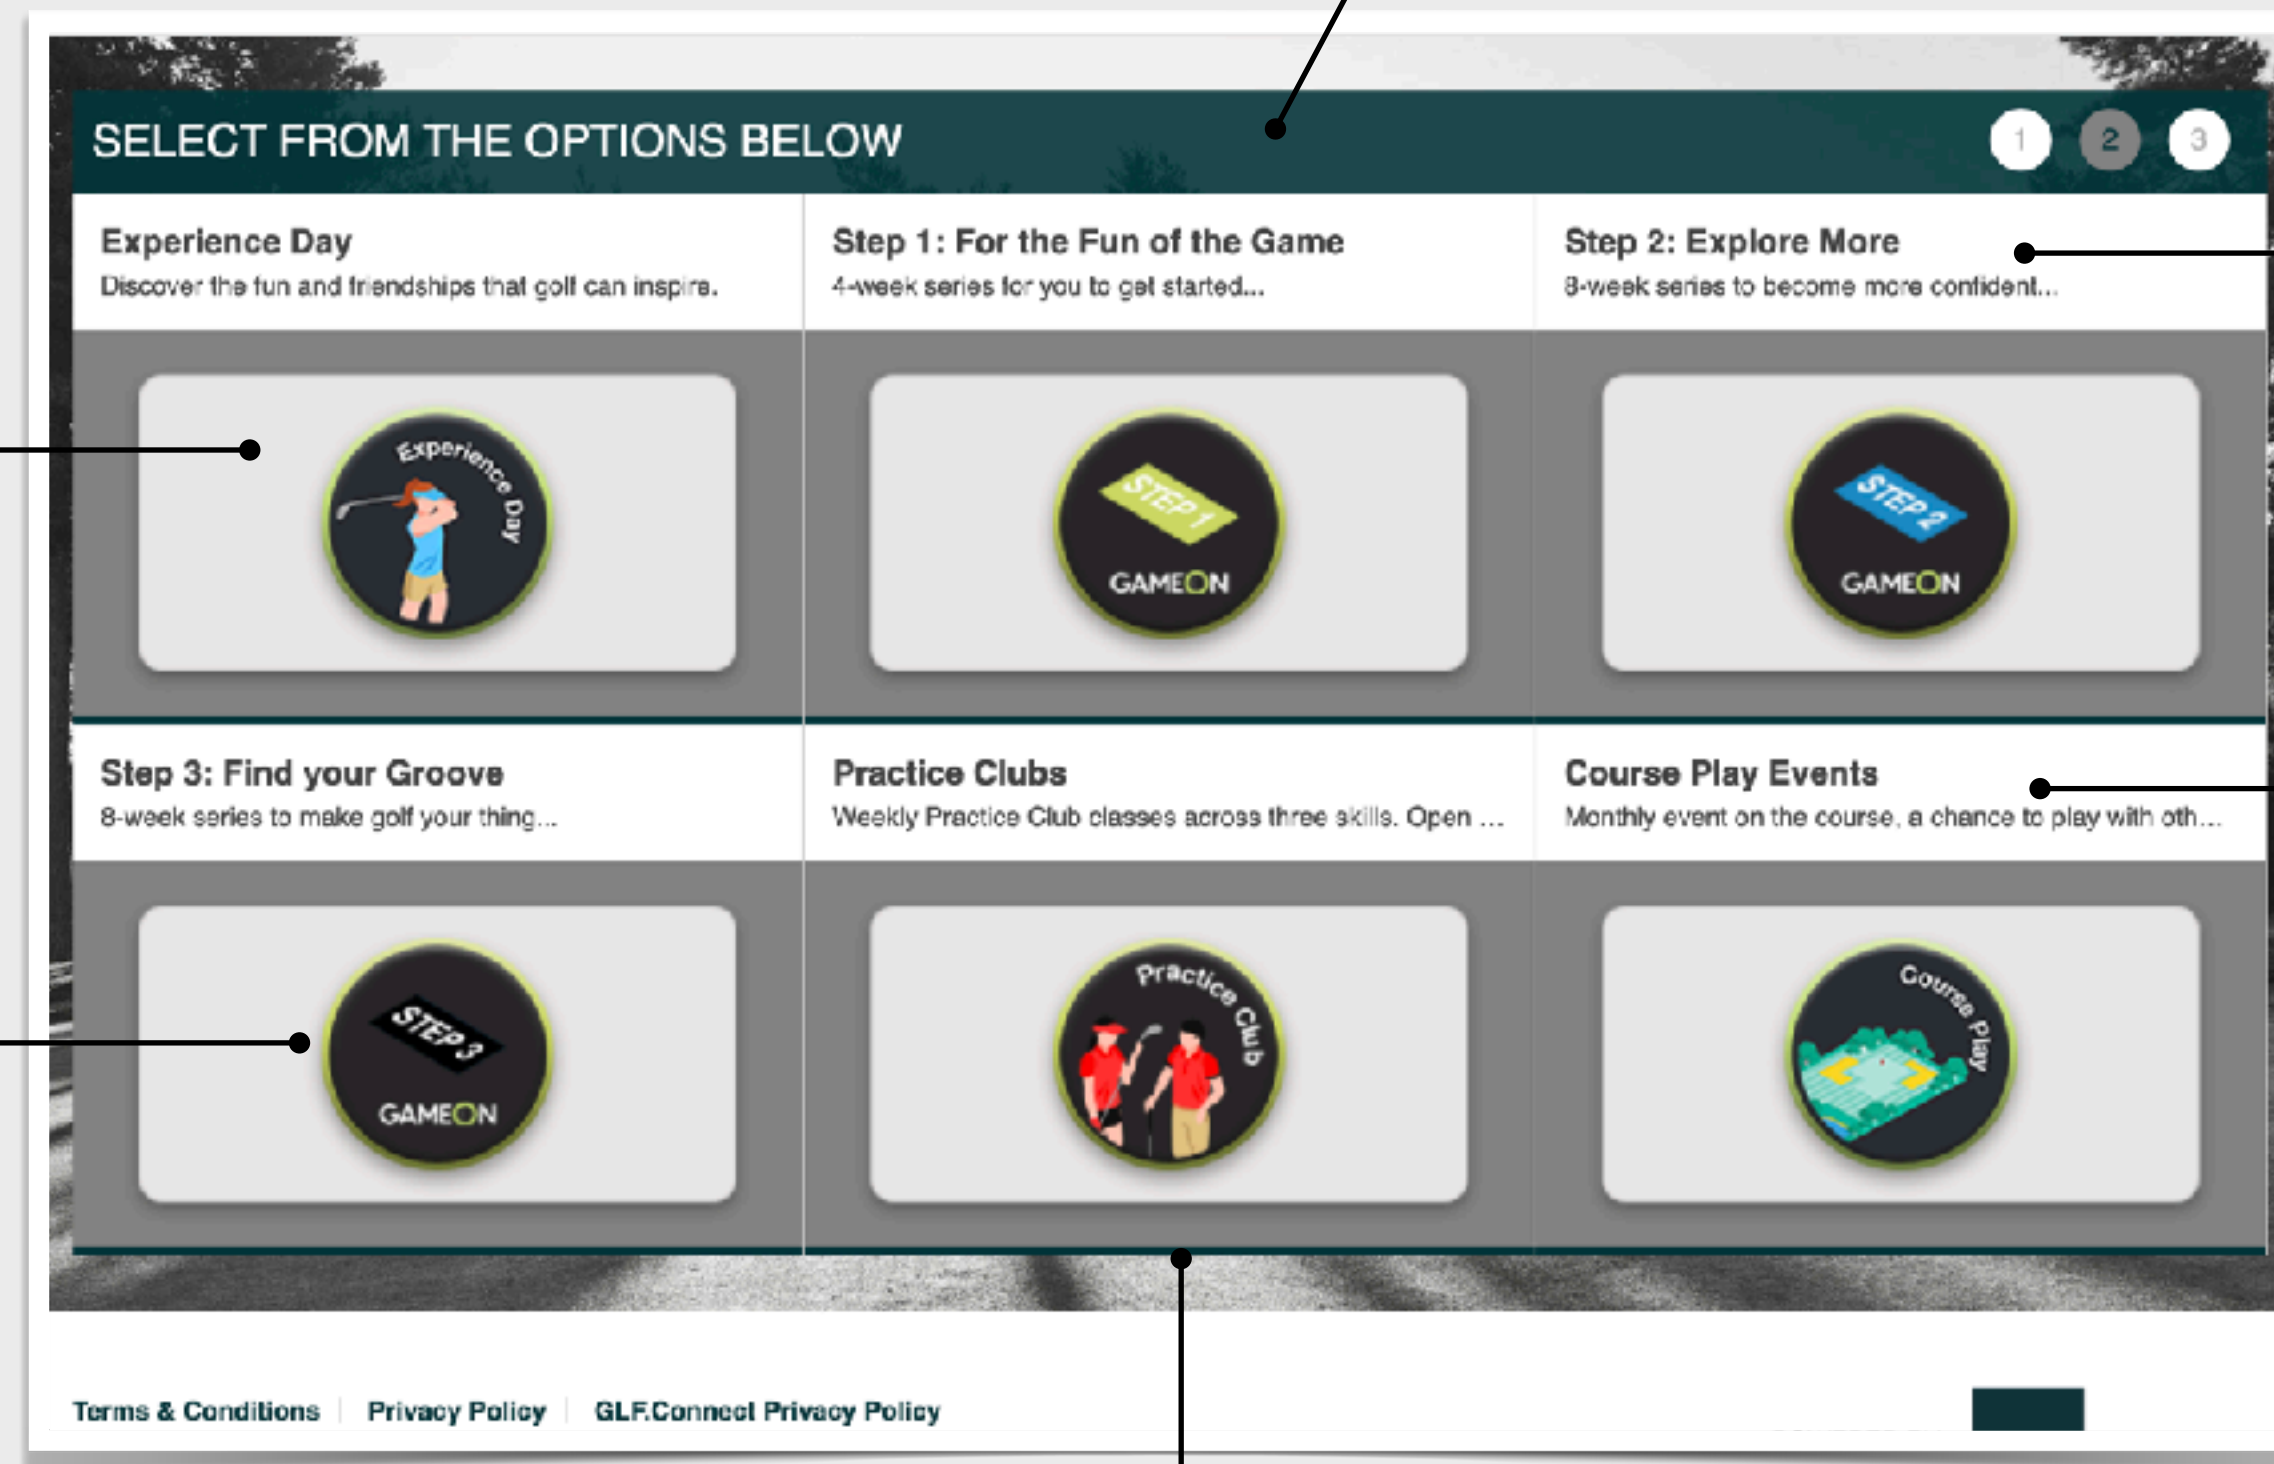 SELECT FROM THE OPTIONS BELOW
1 2 3
Experience Day
Discover the fun and friendships that golf can inspire.
Step 1: For the Fun of the Game
4-week series for you to get started...
Step 2: Explore More
8-week series to become more confident...
Experience Day
STEP 1
GAMEON
STEP 2
GAMEON
Step 3: Find your Groove
8-week series to make golf your thing...
Practice Clubs
Weekly Practice Club classes across three skills. Open ...
Course Play Events
Monthly event on the course, a chance to play with oth...
STEP 3
GAMEON
Practice Club
Course Play
Terms & Conditions
Privacy Policy
GLF.Connect Privacy Policy